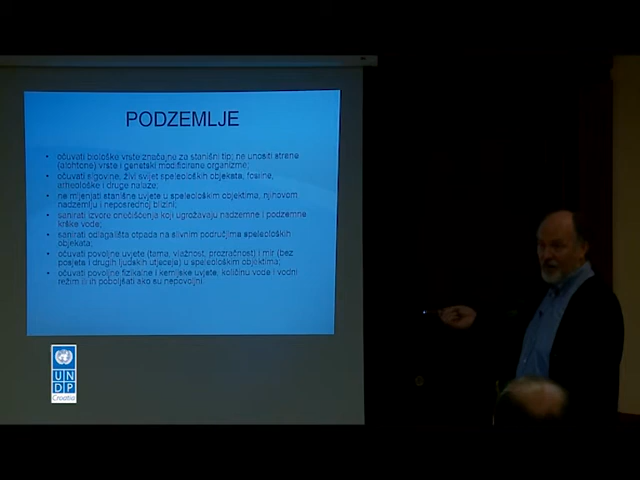 PODZEMLJE
• očuvati biološke vrste značajne za stanišni tip; ne unositi strane
(alohtone) vrste i genetski modificirane organizme;
• očuvati sigovine, živi svijet speleoloških objekata, fosilne,
arheološke i druge nalaze;
• ne mijenjati stanišne uvjete u speleološkim objektima, njihovom
nadzemlju i neposrednoj blizini;
• sanirati izvore onečišćenja koji ugrožavaju nadzemne i podzemne
krške vode;
• sanirati odlagališta otpada na slivnim područjima speleoloških
objekata;
• očuvati povoljne uvjete (tama, vlažnost, prozračnost) i mir (bez
posjeta i drugih ljudskih utjecaja) u speleološkim objektima;
• očuvati povoljne fizikalne i kemijske uvjete, količinu vode i vodni
režim ili ih poboljšati ako su nepovoljni
U N
D P
Croatia